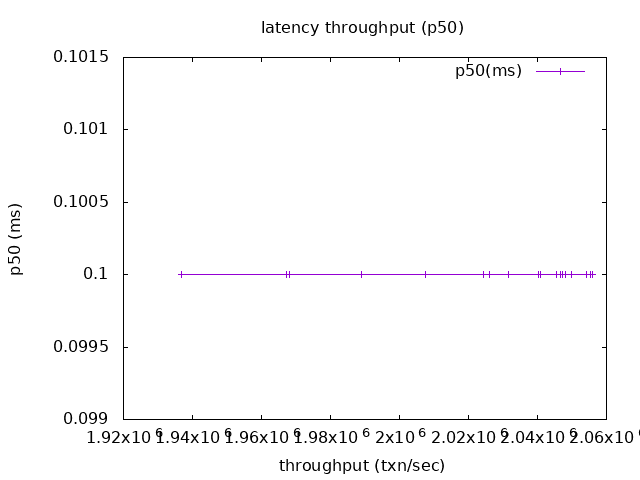 latency throughput (p50)
p50(ms)
0.1015
0.101
0.1005
0.1
0.0995
0.099
p50 (ms)
1.92x10^6 1.94x10^6 1.96x10^6 1.98x10^6 2x10^6 2.02x10^6 2.04x10^6 2.06x10^6
throughput (txn/sec)